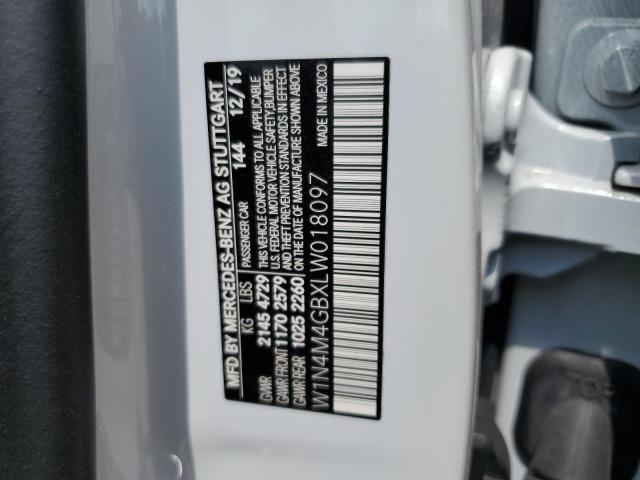 MFD BY MERCEDES-BENZ AG STUTTGART
PASSENGER CAR 144 12/19
KG LBS THIS VEHICLE CONFORMS TO ALL APPLICABLE
GAWR 2145 4729 U.S. FEDERAL MOTOR VEHICLE SAFETY, BUMPER
GAWR FRONT 1170 2579 AND THEFT PREVENTION STANDARDS IN EFFECT
GAWR REAR 1025 2260 ON THE DATE OF MANUFACTURE SHOWN ABOVE
W1N4M4GBXLW018097 MADE IN MEXICO
TOP